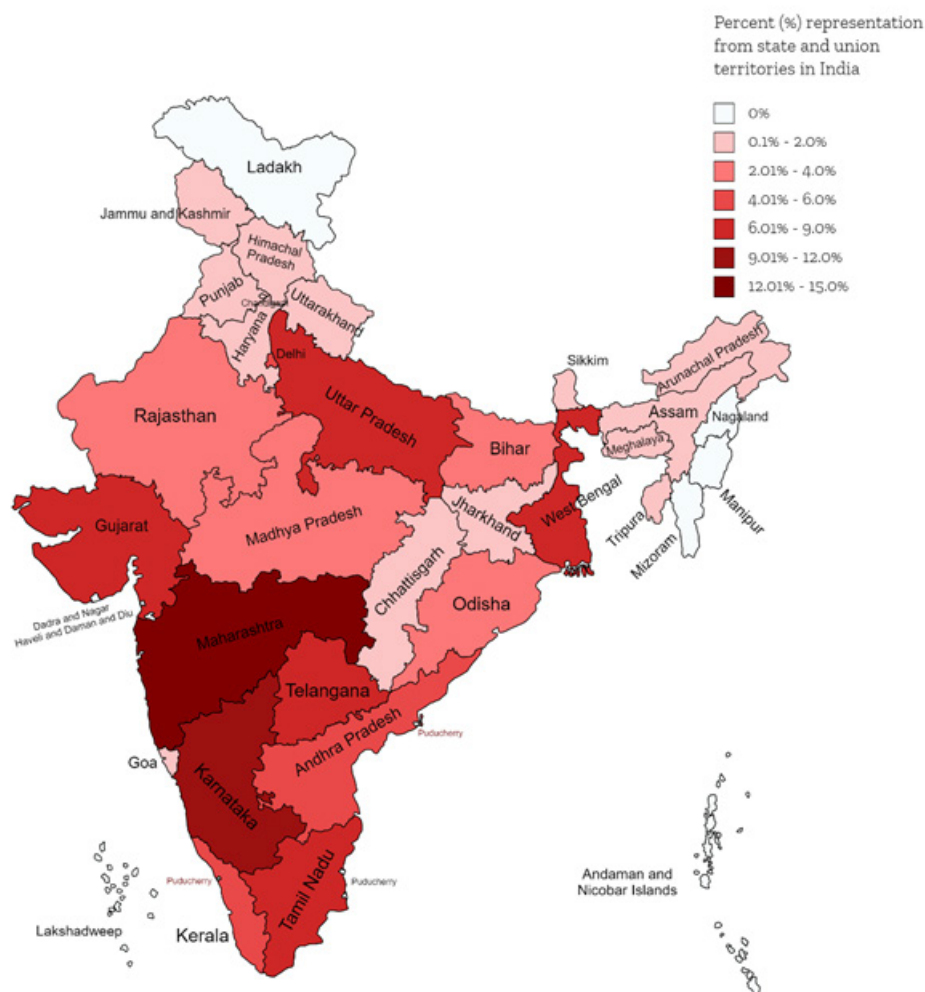 Percent (%) representation
from state and union
territories in India
0%
0.1% - 2.0%
2.01% - 4.0%
4.01% - 6.0%
6.01% - 9.0%
9.01% - 12.0%
12.01% - 15.0%
Ladakh
Jammu and Kashmir
Himachal
Pradesh
Punjab
Chandigarh
Uttarakhand
Haryana
Delhi
Sikkim
Arunachal Pradesh
Rajasthan
Uttar Pradesh
Bihar
Assam
Nagaland
Meghalaya
Gujarat
Madhya Pradesh
Jharkhand
West Bengal
Tripura
Mizoram
Manipur
Chhattisgarh
Odisha
Dadra and Nagar
Haveli and Daman and Diu
Maharashtra
Telangana
Andhra Pradesh
Puducherry
Goa
Karnataka
Puducherry
Tamil Nadu
Puducherry
Andaman and
Nicobar Islands
Lakshadweep
Kerala